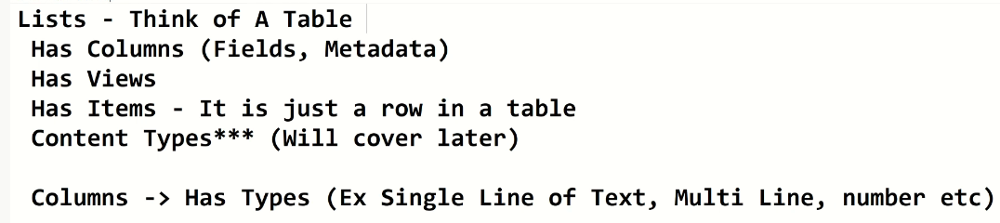 Lists - Think of A Table
Has Columns (Fields, Metadata)
Has Views
Has Items - It is just a row in a table
Content Types*** (Will cover later)
Columns -> Has Types (Ex Single Line of Text, Multi Line, number etc)